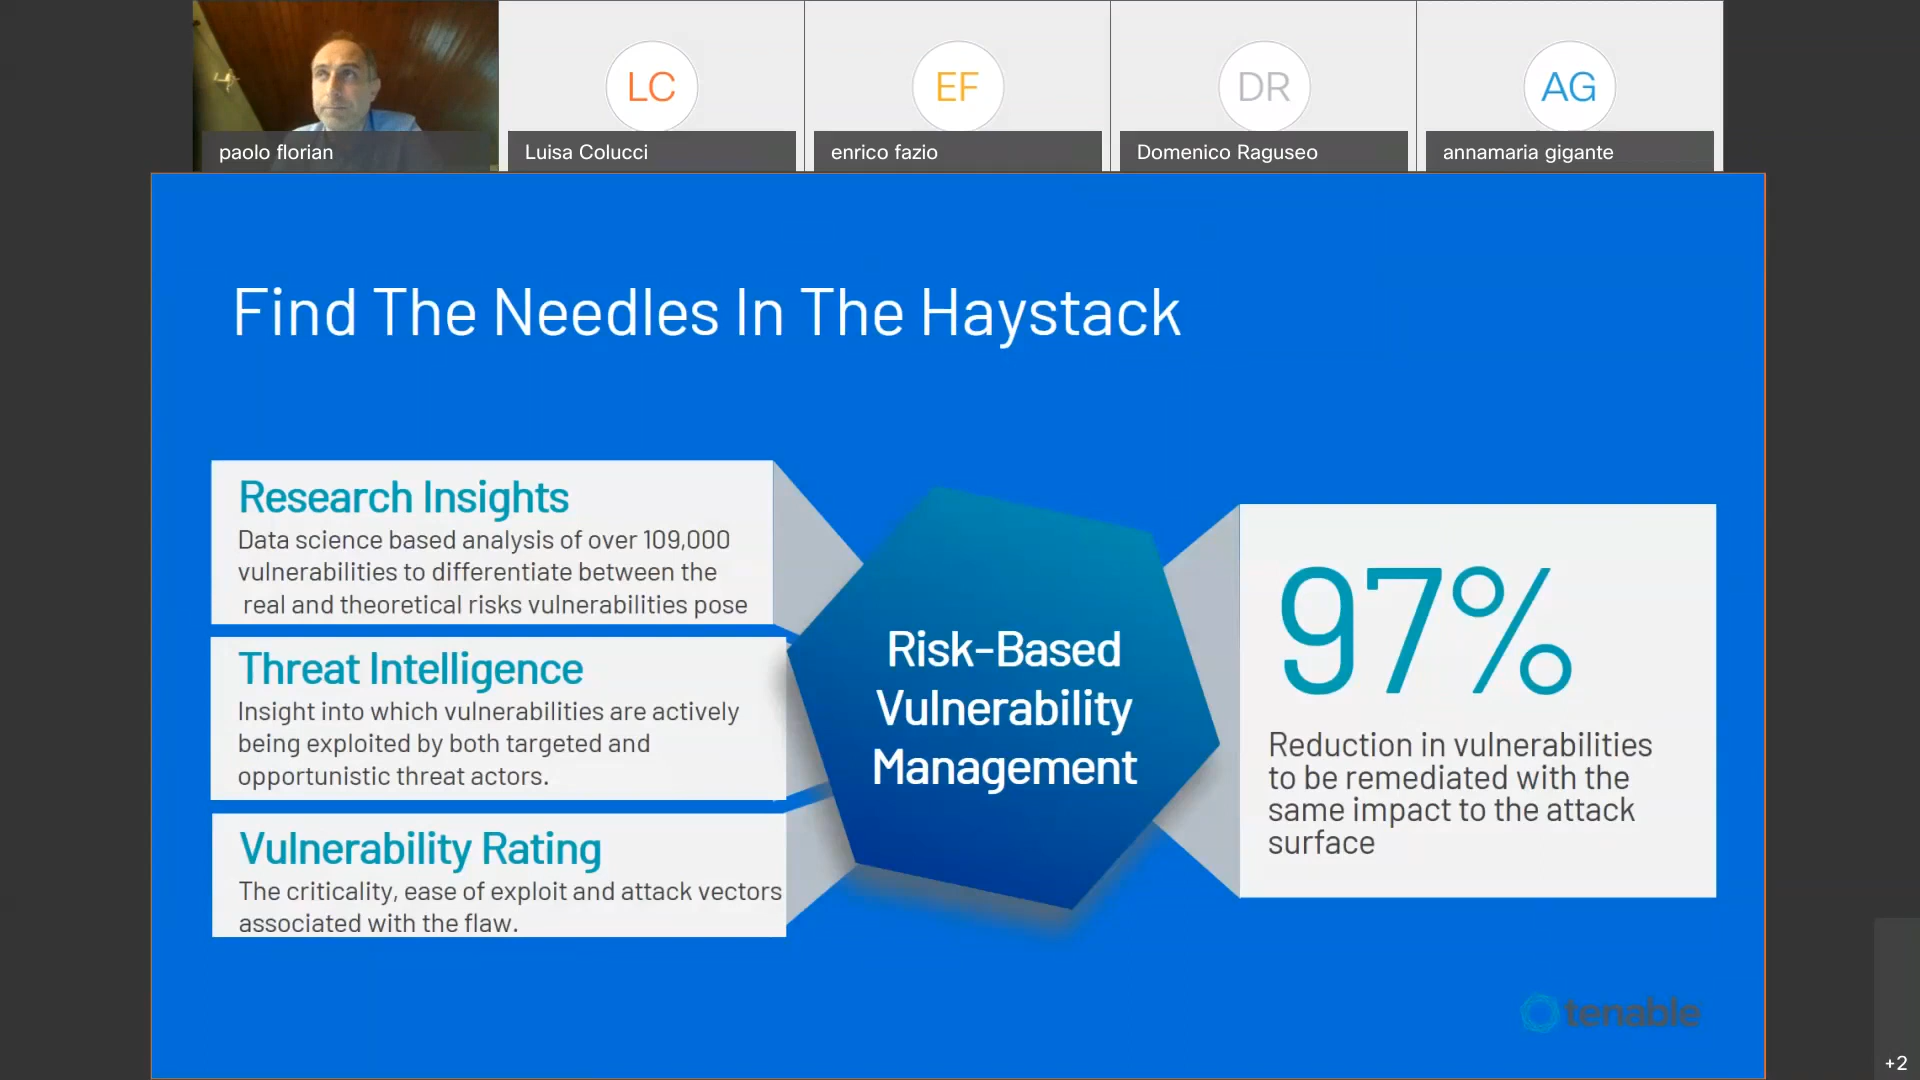 LC
EF
DR
AG
paolo florian
Luisa Colucci
enrico fazio
Domenico Raguseo
annamaria gigante
Find The Needles In The Haystack
Research Insights
Data science based analysis of over 109,000
vulnerabilities to differentiate between the
real and theoretical risks vulnerabilities pose
Threat Intelligence
Insight into which vulnerabilities are actively
being exploited by both targeted and
opportunistic threat actors.
Vulnerability Rating
The criticality, ease of exploit and attack vectors
associated with the flaw.
Risk-Based
Vulnerability
Management
97%
Reduction in vulnerabilities
to be remediated with the
same impact to the attack
surface
tenable
+2